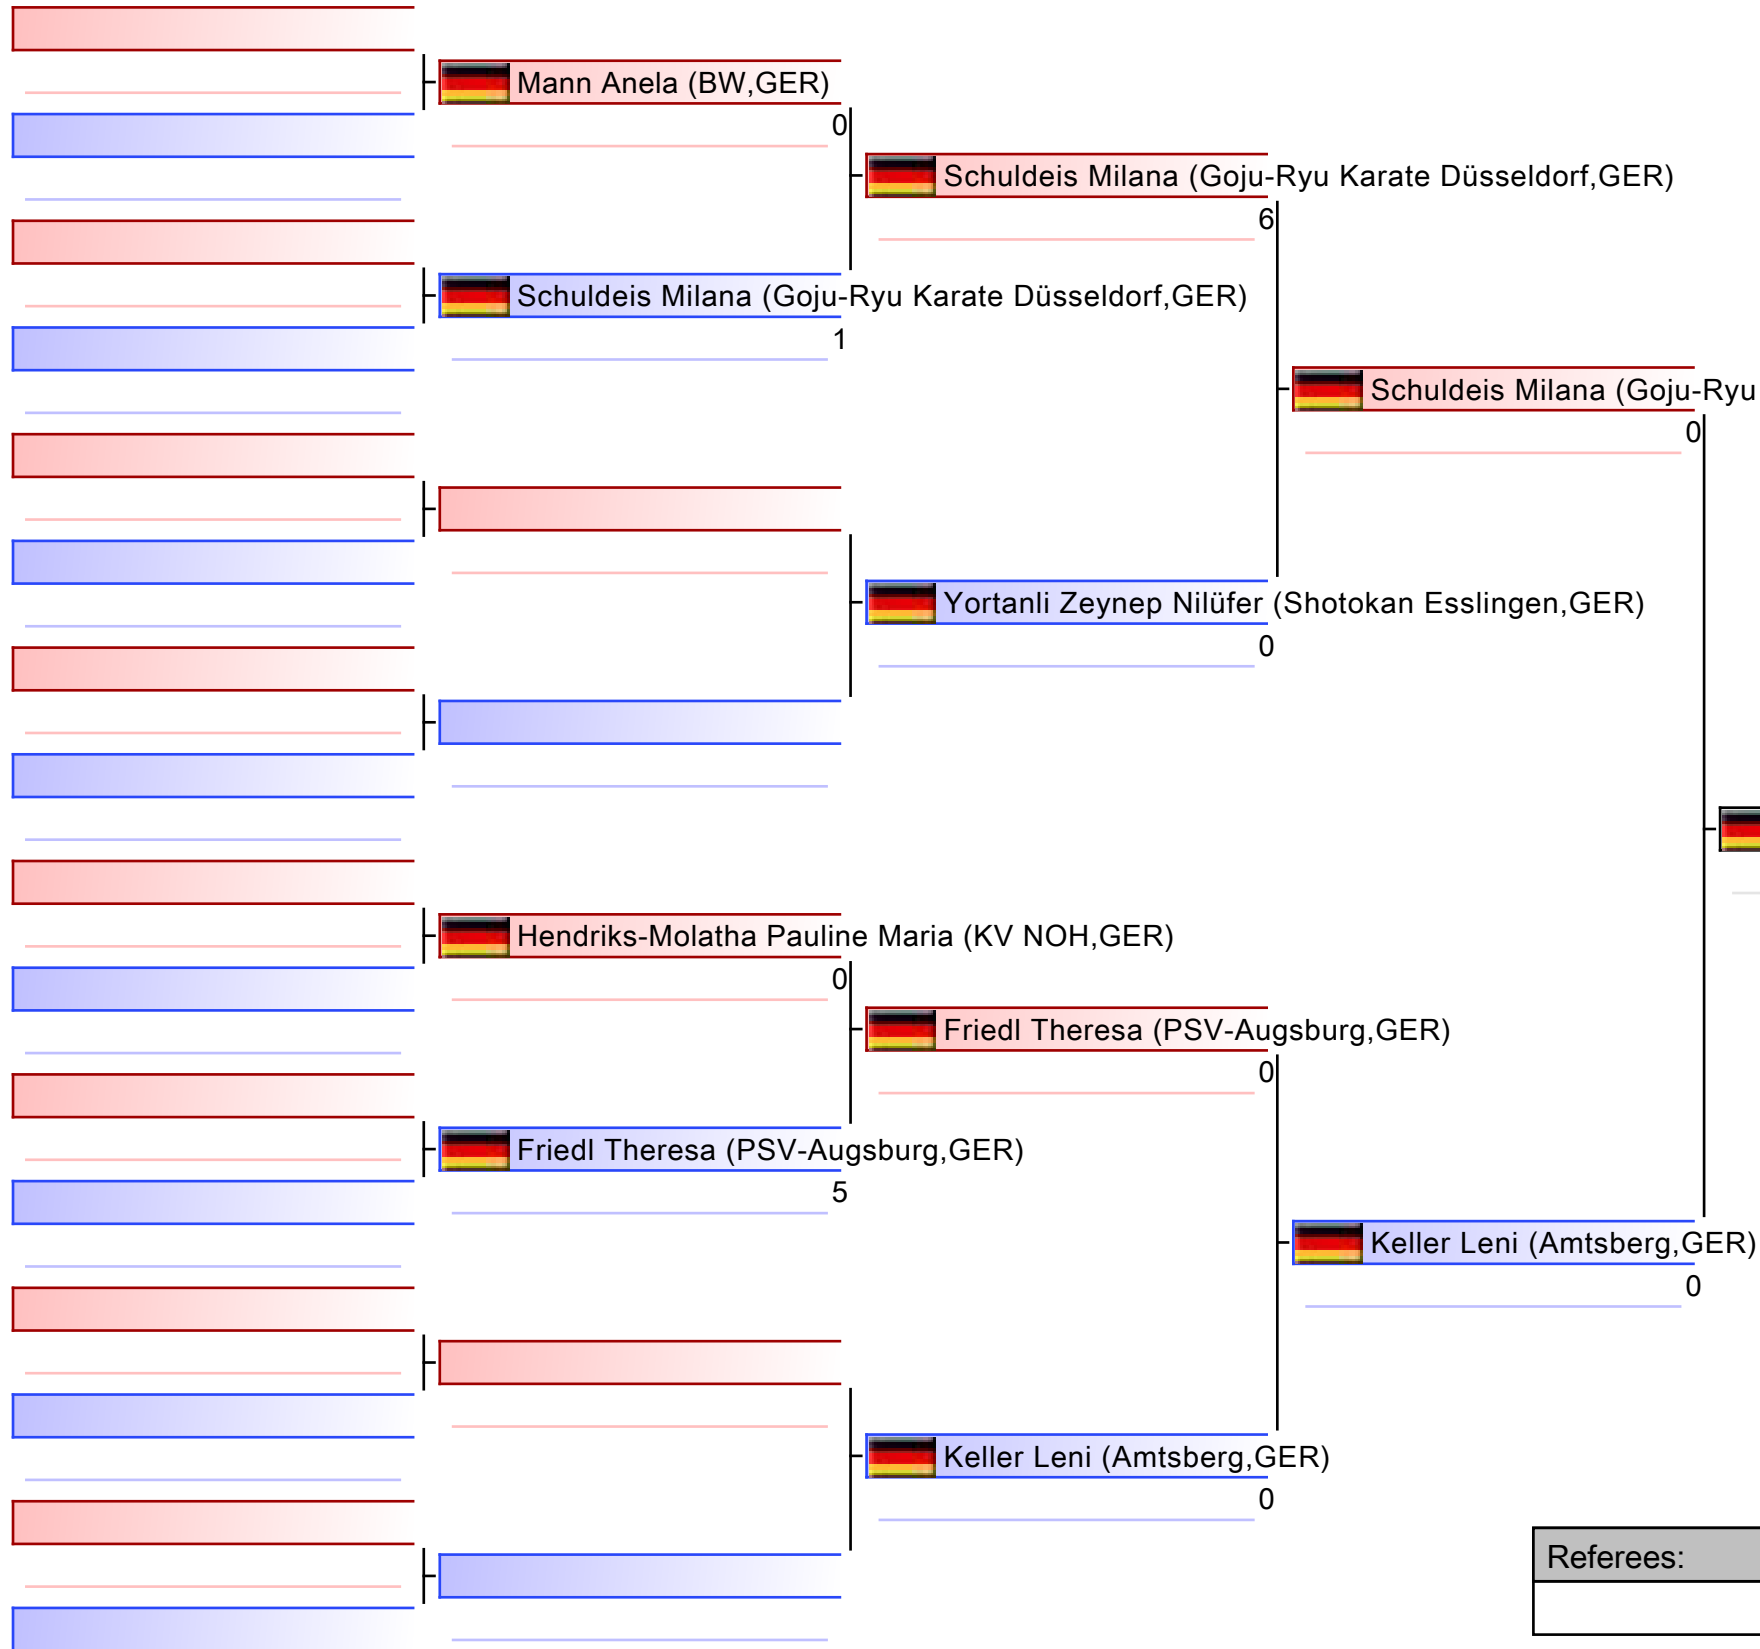 Mann Anela (BW,GER)
0
Schuldeis Milana (Goju-Ryu Karate Düsseldorf,GER)
6
Schuldeis Milana (Goju-Ryu Karate Düsseldorf,GER)
1
Schuldeis Milana (Goju-Ryu
0
Yortanli Zeynep Nilüfer (Shotokan Esslingen,GER)
0
Hendriks-Molatha Pauline Maria (KV NOH,GER)
0
Friedl Theresa (PSV-Augsburg,GER)
0
Friedl Theresa (PSV-Augsburg,GER)
5
Keller Leni (Amtsberg,GER)
0
Keller Leni (Amtsberg,GER)
0
Referees: